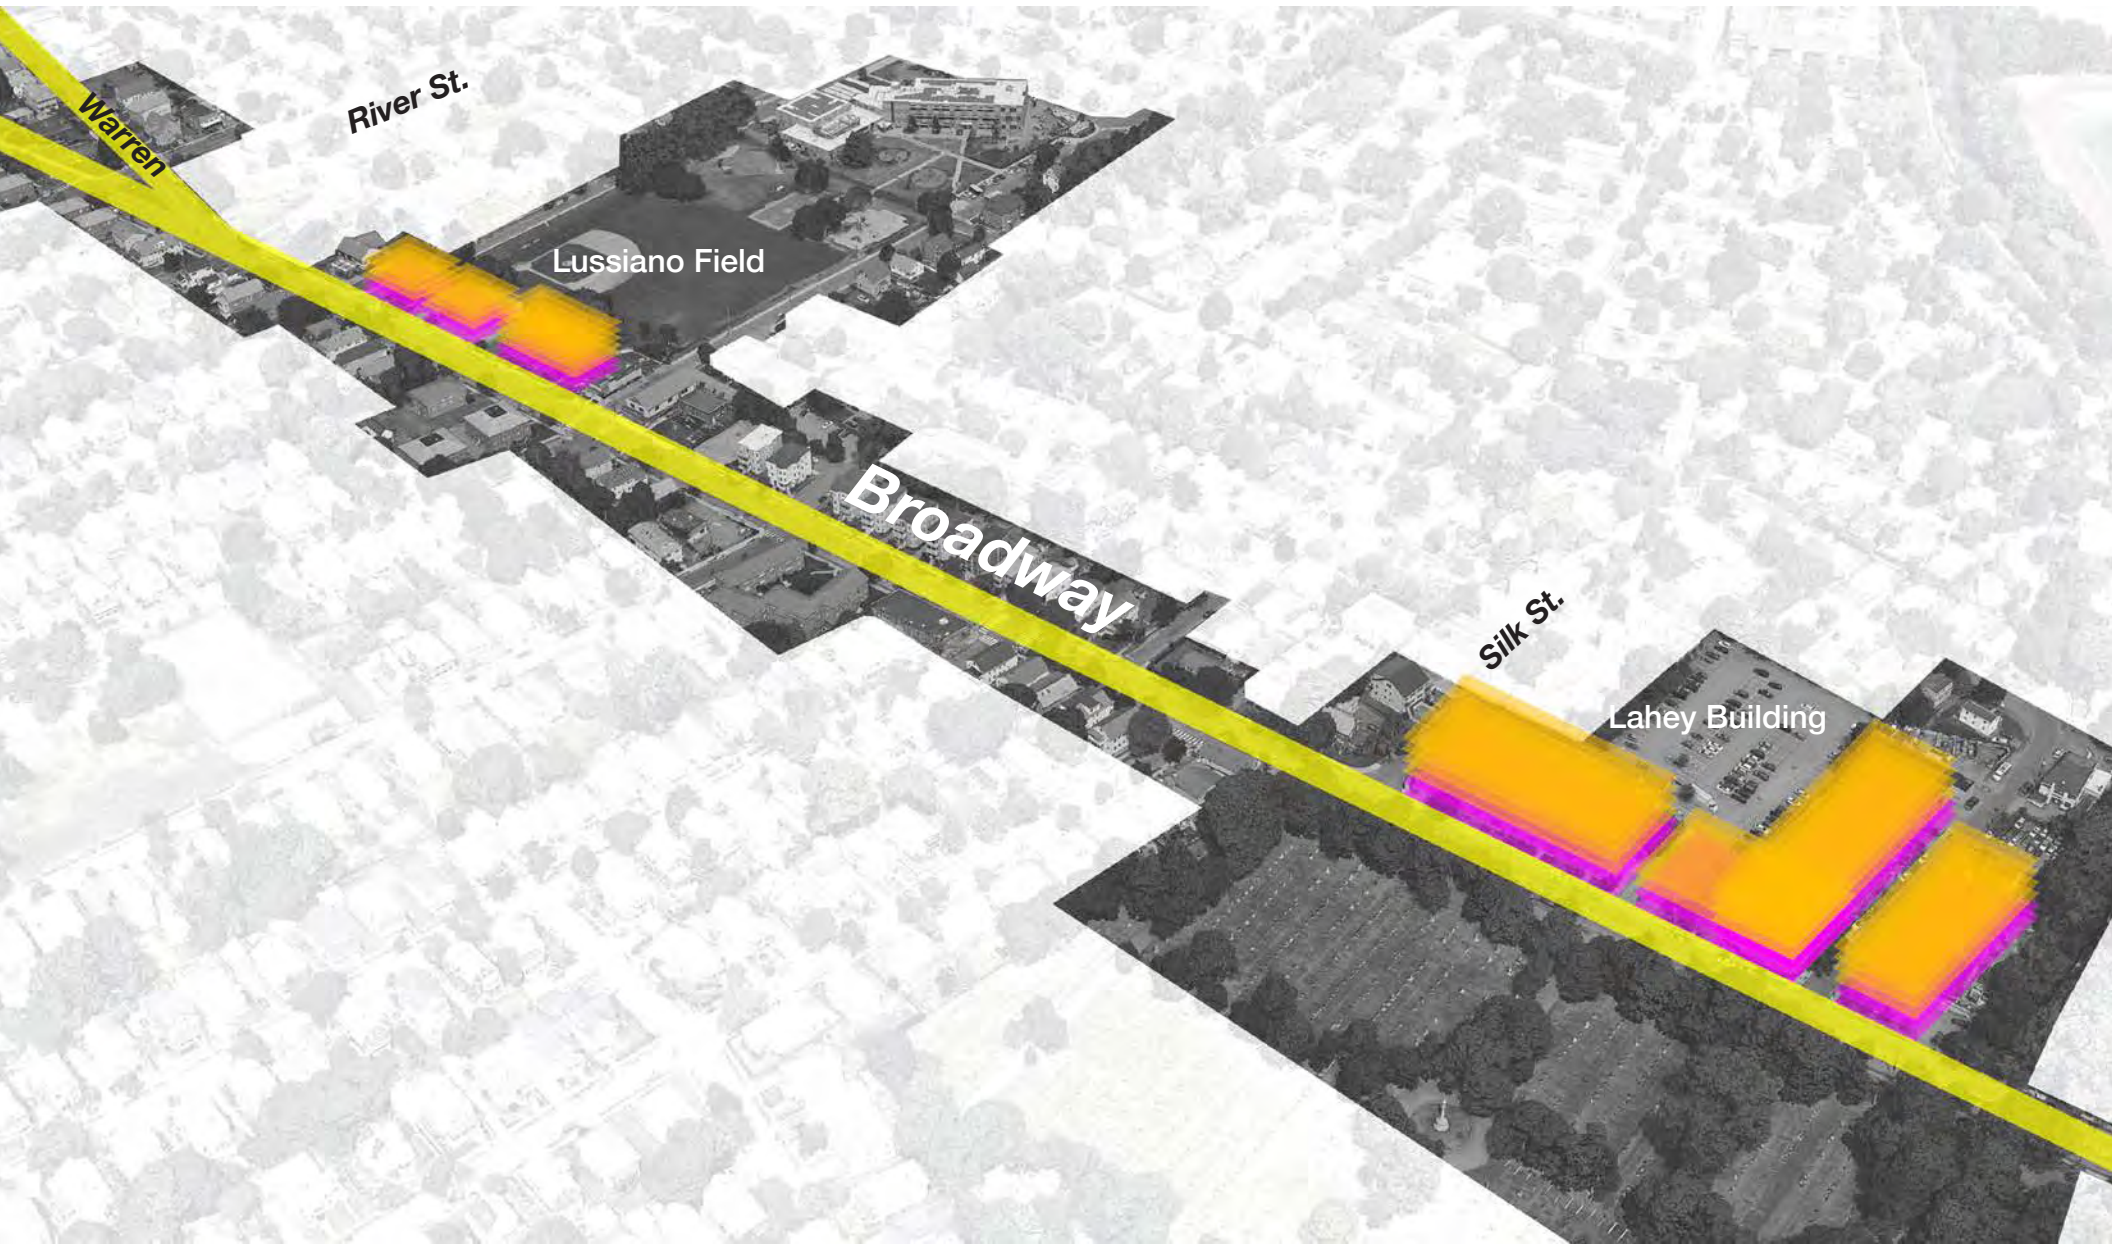 River St.
Warren
Lussiano Field
Broadway
Silk St.
Lahey Building